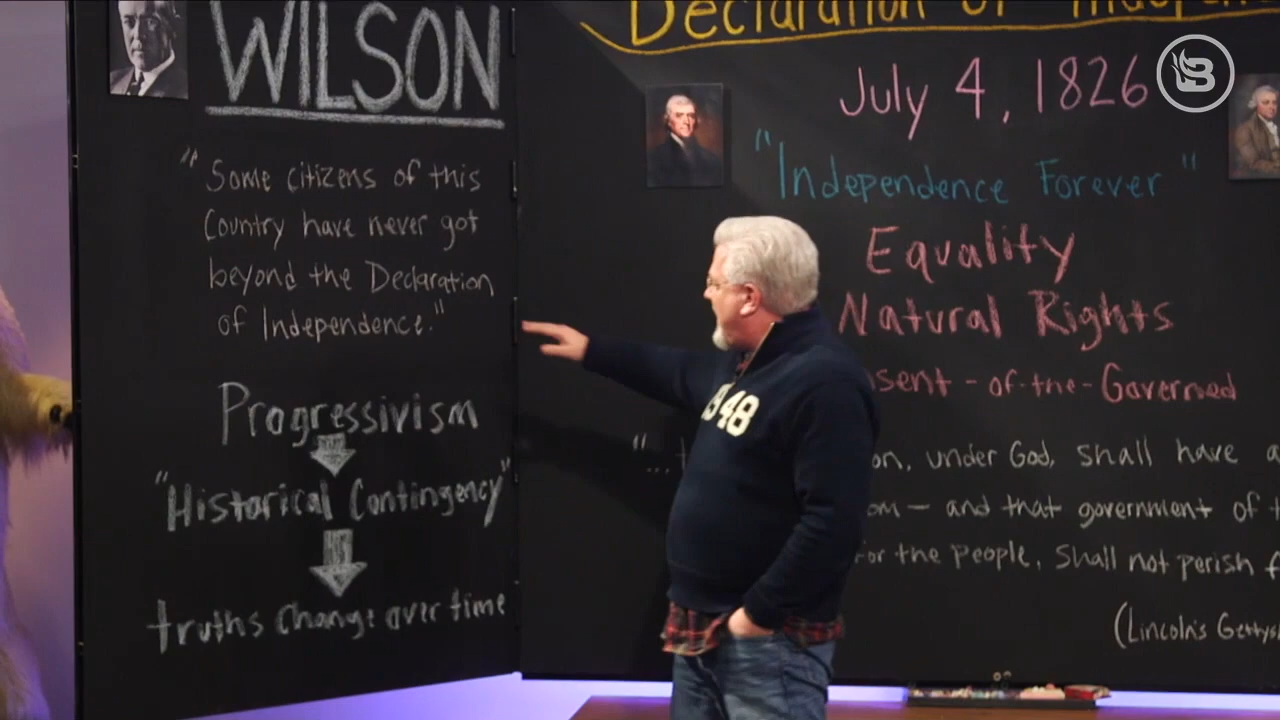 WILSON
"Some citizens of this
Country have never got
beyond the Declaration
of Independence."
Progressivism
"Historical Contingency"
truths change over time
Declaration of
July 4, 1826
"Independence Forever"
Equality
Natural Rights
-of-the-Governed
"...
under God, shall have
— and that government of
for the People, Shall not perish
(Lincoln's
48
B